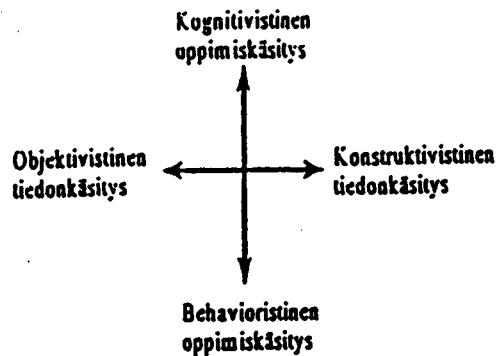 Kognitivistinen
oppimiskäsitys
Objektivistinen
tiedonkäsitys
Konstruktivistinen
tiedonkäsitys
Behavioristinen
oppimiskäsitys